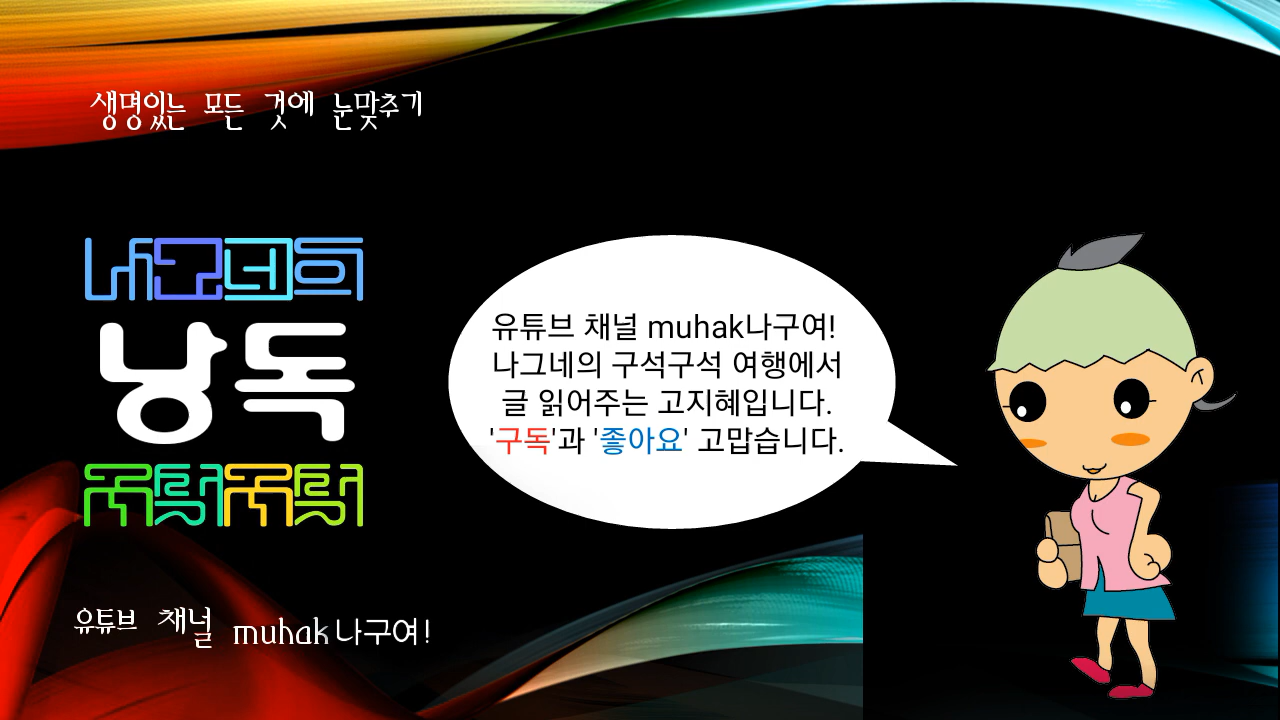 생명있는 모든 것에 눈맞추기
나그네의
낭독
구석구석
유튜브 채널 muhak나구여!
나그네의 구석구석 여행에서
글 읽어주는 고지혜입니다.
'구독'과 '좋아요' 고맙습니다.
유튜브 채널 muhak나구여!